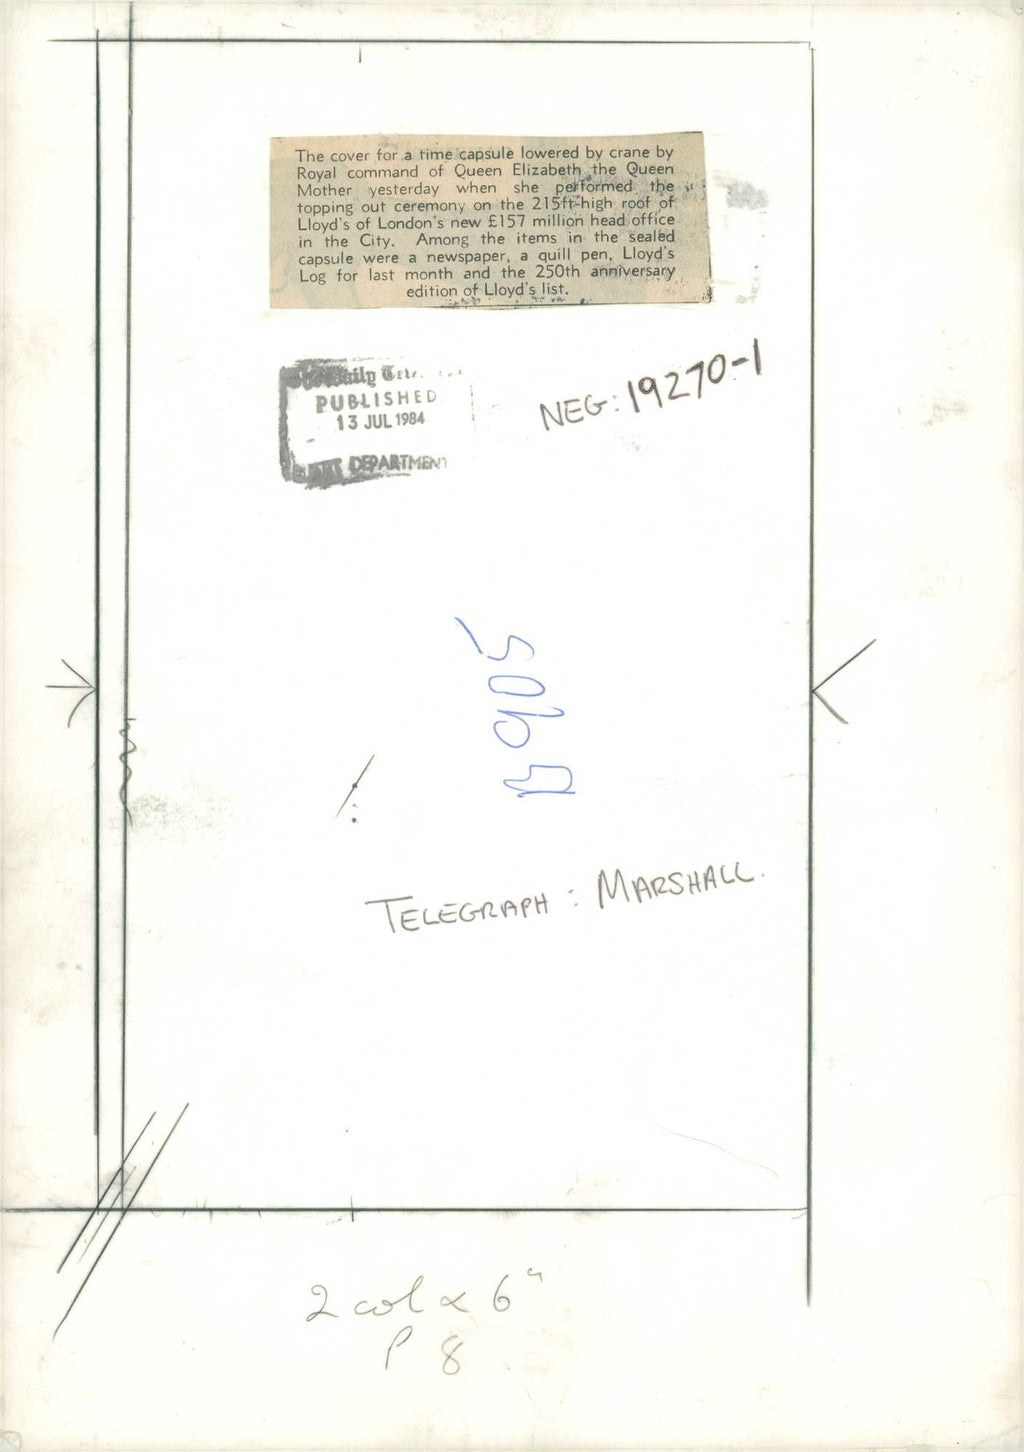 The cover for a time capsule lowered by crane by
Royal command of Queen Elizabeth the Queen
Mother yesterday when she performed the
topping out ceremony on the 215ft-high roof of
Lloyd's of London's new £157 million head office
in the City. Among the items in the sealed
capsule were a newspaper, a quill pen, Lloyd's
Log for last month and the 250th anniversary
edition of Lloyd's list.
PUBLISHED
13 JUL 1984
ART DEPARTMENT
NEG: 19270-1
B905
TELEGRAPH : MARSHALL.
2 col x 6"
P 8